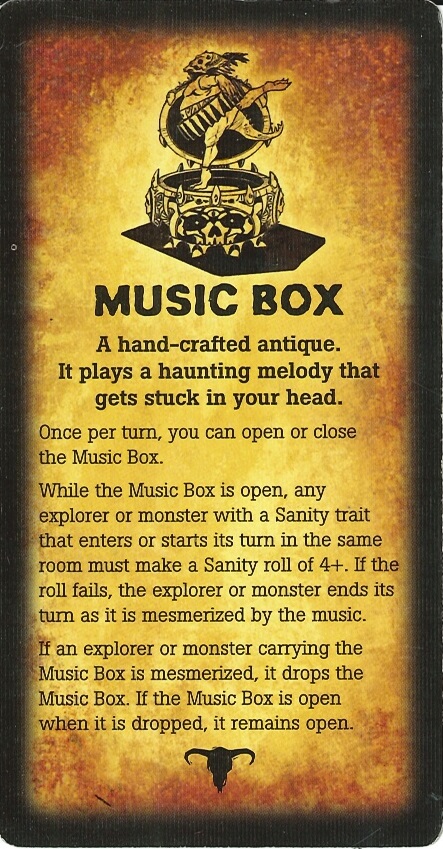 MUSIC BOX
A hand-crafted antique.
It plays a haunting melody that
gets stuck in your head.
Once per turn, you can open or close
the Music Box.
While the Music Box is open, any
explorer or monster with a Sanity trait
that enters or starts its turn in the same
room must make a Sanity roll of 4+. If the
roll fails, the explorer or monster ends its
turn as it is mesmerized by the music.
If an explorer or monster carrying the
Music Box is mesmerized, it drops the
Music Box. If the Music Box is open
when it is dropped, it remains open.